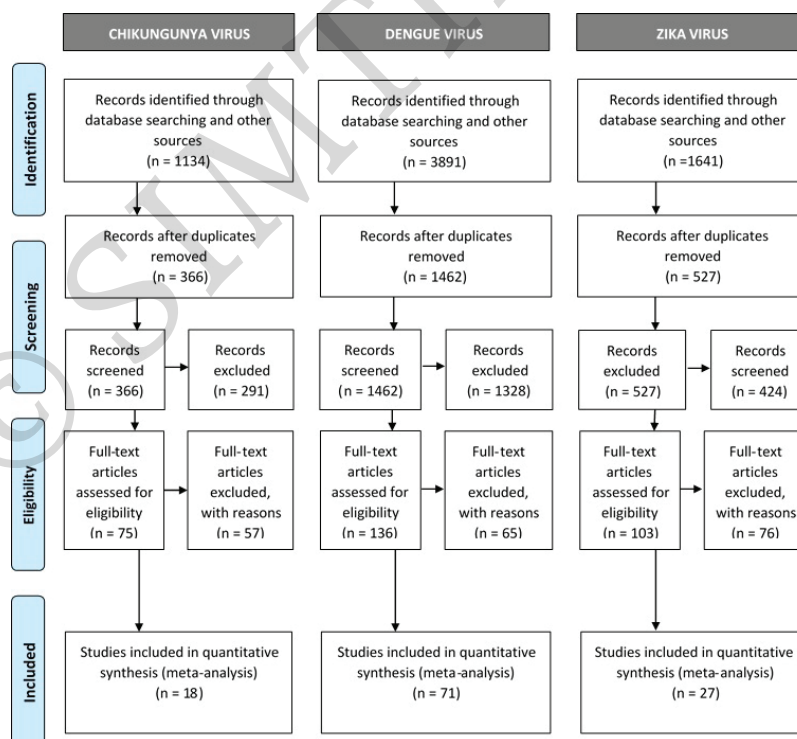 CHIKUNGUNYA VIRUS
DENGUE VIRUS
ZIKA VIRUS
Identification
Records identified through
database searching and other
sources
(n = 1134)
Records identified through
database searching and other
sources
(n = 3891)
Records identified through
database searching and other
sources
(n =1641)
Screening
Records after duplicates
removed
(n = 366)
Records after duplicates
removed
(n = 1462)
Records after duplicates
removed
(n = 527)
Records
screened
(n = 366)
Records
excluded
(n = 291)
Records
screened
(n = 1462)
Records
excluded
(n = 1328)
Records
excluded
(n = 527)
Records
screened
(n = 424)
Eligibility
Full-text
articles
assessed for
eligibility
(n = 75)
Full-text
articles
excluded,
with reasons
(n = 57)
Full-text
articles
assessed for
eligibility
(n = 136)
Full-text
articles
excluded,
with reasons
(n = 65)
Full-text
articles
assessed for
eligibility
(n = 103)
Full-text
articles
excluded,
with reasons
(n = 76)
Included
Studies included in quantitative
synthesis (meta-analysis)
(n = 18)
Studies included in quantitative
synthesis (meta-analysis)
(n = 71)
Studies included in quantitative
synthesis (meta-analysis)
(n = 27)
© SIMTI